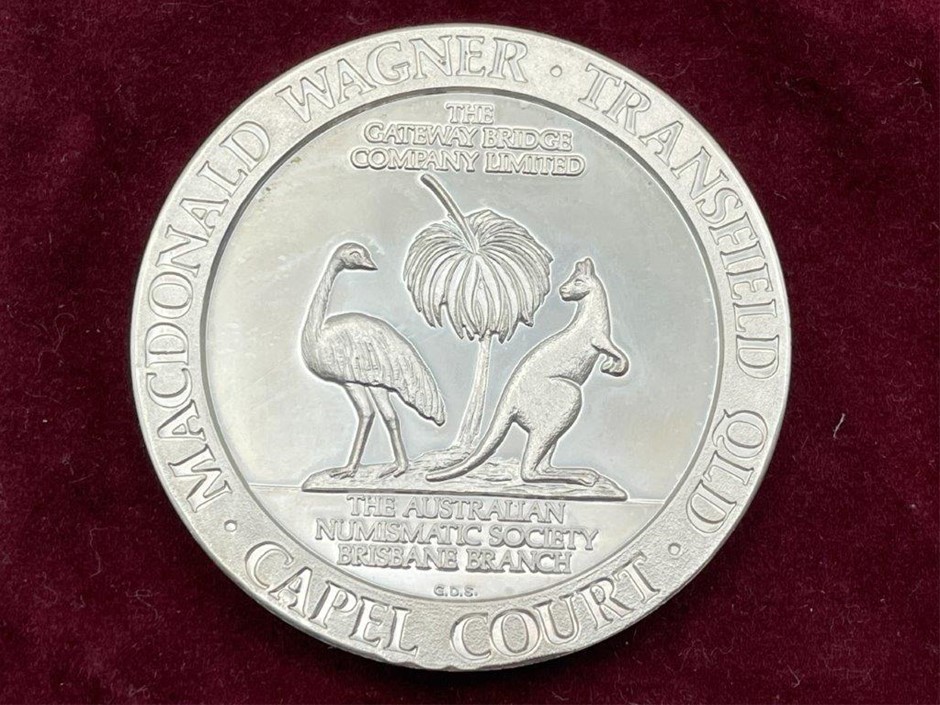 MACDONALD WAGNER · TRANSFIELD QLD · CAPEL COURT ·
THE
GATEWAY BRIDGE
COMPANY LIMITED
THE AUSTRALIAN
NUMISMATIC SOCIETY
BRISBANE BRANCH
G.D.S.